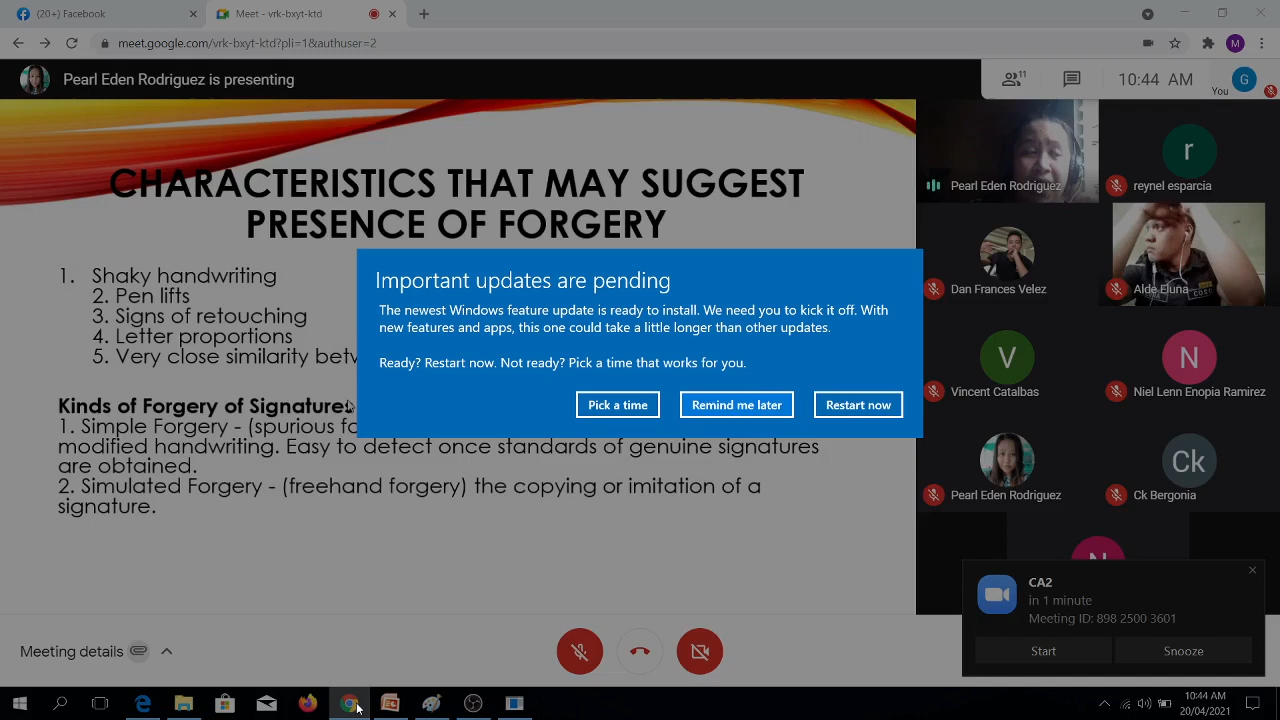 (20+) Facebook
Meet - vrk-bxyt-ktd
meet.google.com/vrk-bxyt-ktd?pli=1&authuser=2
M
Pearl Eden Rodriguez is presenting
11
10:44 AM
You
G
CHARACTERISTICS THAT MAY SUGGEST
PRESENCE OF FORGERY
1. Shaky handwriting
2. Pen lifts
3. Signs of retouching
4. Letter proportions
5. Very close similarity betw
Kinds of Forgery of Signatures
1. Simple Forgery - (spurious fo
modified handwriting. Easy to detect once standards of genuine signatures
are obtained.
2. Simulated Forgery - (freehand forgery) the copying or imitation of a
signature.
Important updates are pending
The newest Windows feature update is ready to install. We need you to kick it off. With
new features and apps, this one could take a little longer than other updates.
Ready? Restart now. Not ready? Pick a time that works for you.
Pick a time
Remind me later
Restart now
Pearl Eden Rodriguez
r
reynel esparcia
Dan Frances Velez
Alde Eluna
V
Vincent Catalbas
N
Niel Lenn Enopia Ramirez
Pearl Eden Rodriguez
Ck
Ck Bergonia
N
CA2
in 1 minute
Meeting ID: 898 2500 3601
Start
Snooze
Meeting details
10:44 AM
20/04/2021